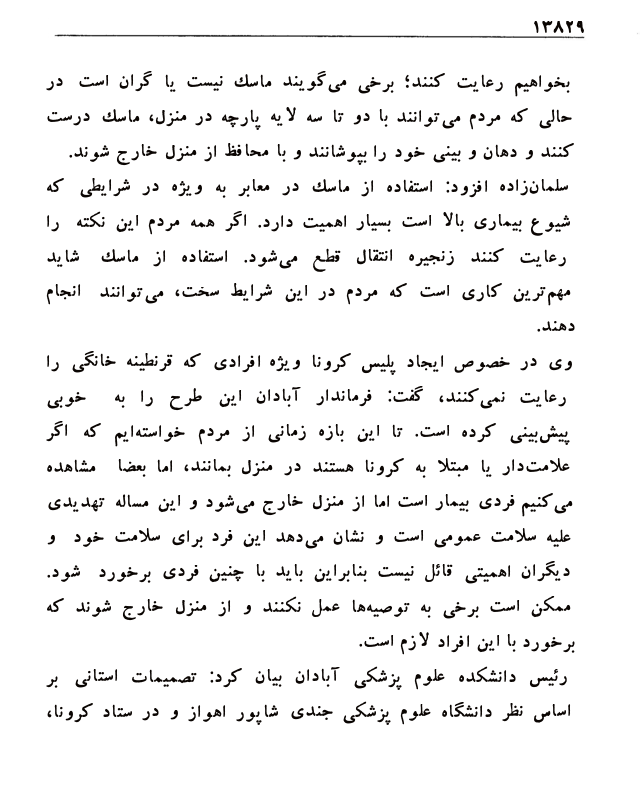 ۱۳۸۲۹
بخواهیم رعایت کنند؛ برخی می‌گویند ماسك نیست یا گران است در
حالی که مردم می‌توانند با دو تا سه لایه پارچه در منزل، ماسك درست
کنند و دهان و بینی خود را بپوشانند و با محافظ از منزل خارج شوند.
سلمان‌زاده افزود: استفاده از ماسك در معابر به ویژه در شرایطی که
شیوع بیماری بالا است بسیار اهمیت دارد. اگر همه مردم این نکته را
رعایت کنند زنجیره انتقال قطع می‌شود. استفاده از ماسك شاید
مهم‌ترین کاری است که مردم در این شرایط سخت، می‌توانند انجام
دهند.
وی در خصوص ایجاد پلیس کرونا ویژه افرادی که قرنطینه خانگی را
رعایت نمی‌کنند، گفت: فرماندار آبادان این طرح را به خوبی
پیش‌بینی کرده است. تا این بازه زمانی از مردم خواسته‌ایم که اگر
علامت‌دار یا مبتلا به کرونا هستند در منزل بمانند، اما بعضا مشاهده
می‌کنیم فردی بیمار است اما از منزل خارج می‌شود و این مساله تهدیدی
علیه سلامت عمومی است و نشان می‌دهد این فرد برای سلامت خود و
دیگران اهمیتی قائل نیست بنابراین باید با چنین فردی برخورد شود.
ممکن است برخی به توصیه‌ها عمل نکنند و از منزل خارج شوند که
برخورد با این افراد لازم است.
رئیس دانشکده علوم پزشکی آبادان بیان کرد: تصمیمات استانی بر
اساس نظر دانشگاه علوم پزشکی جندی شاپور اهواز و در ستاد کرونا،